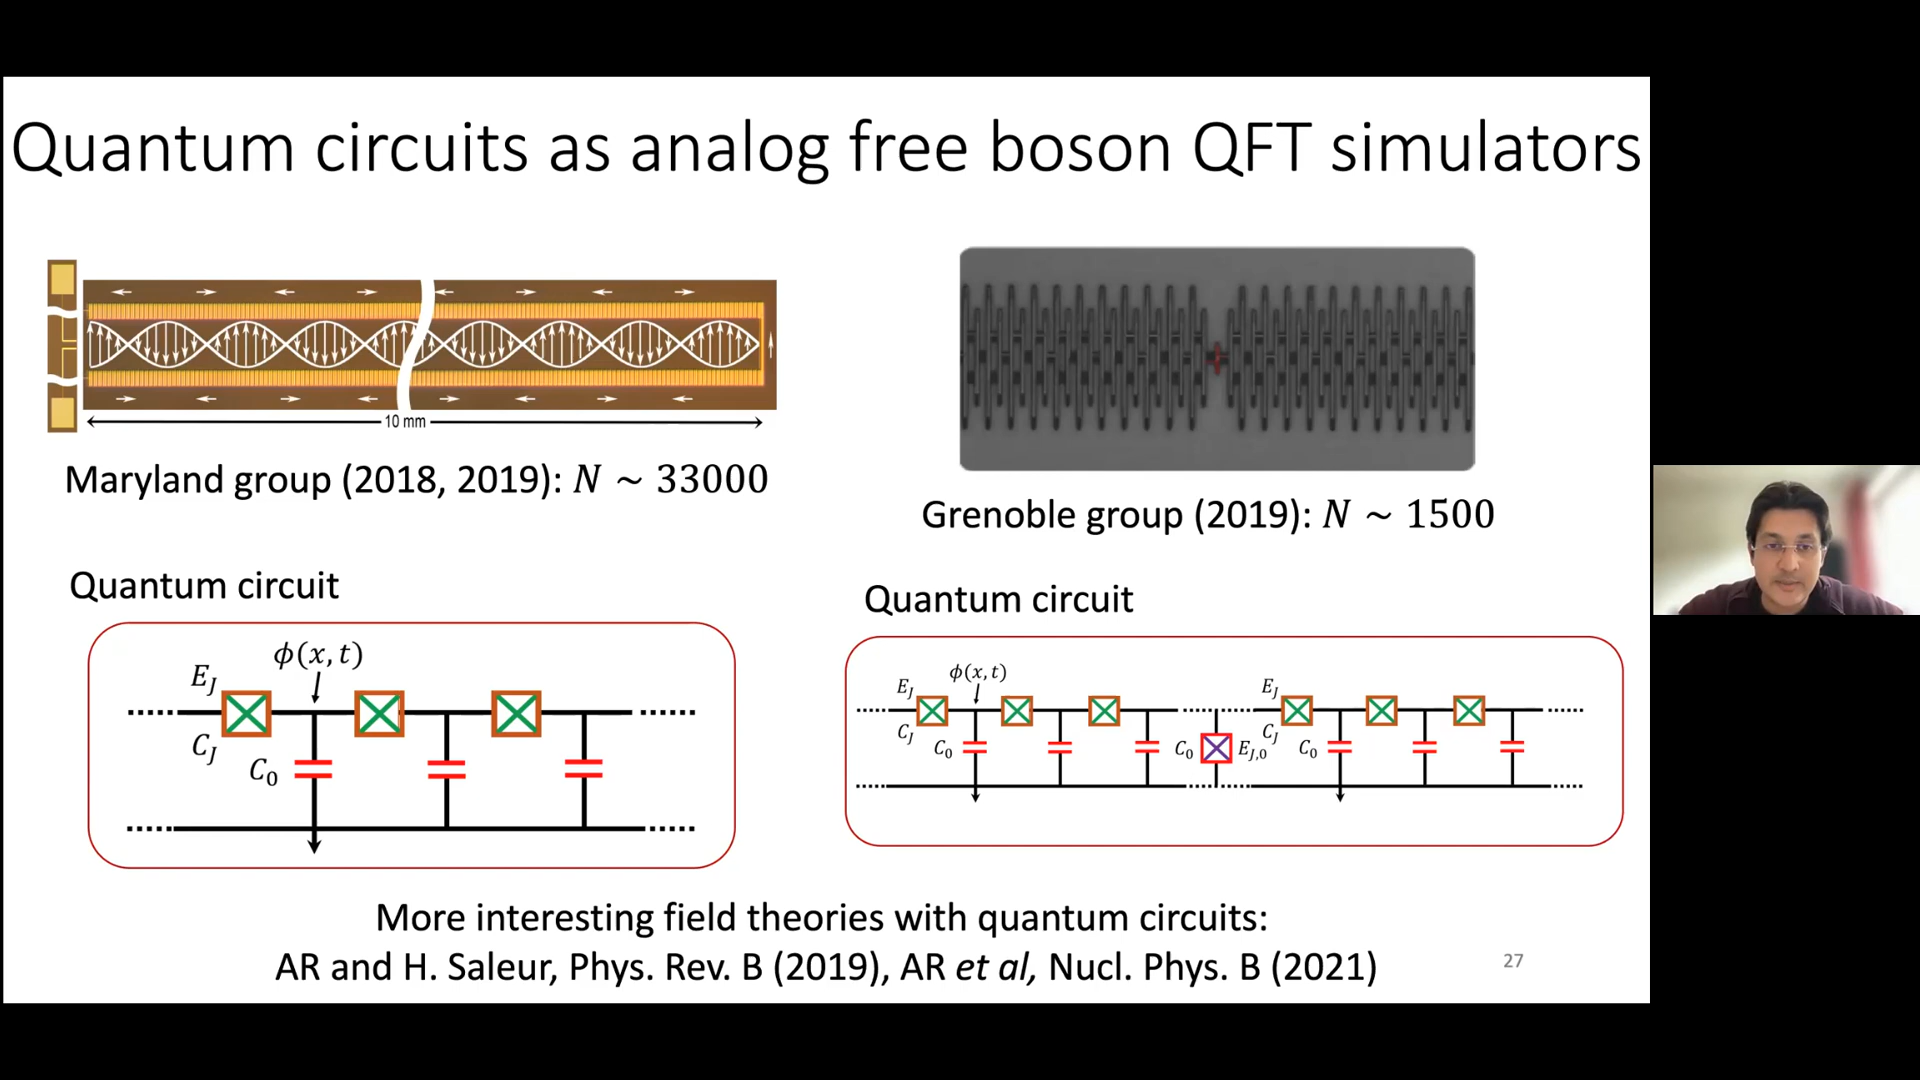 Quantum circuits as analog free boson QFT simulators
10 mm
Maryland group (2018, 2019): N ~ 33000
Grenoble group (2019): N ~ 1500
Quantum circuit
ϕ(x, t)
E_J
C_J
C_0
Quantum circuit
ϕ(x, t)
E_J
C_J
C_0
C_0
E_{J,0}
E_J
C_J
C_0
More interesting field theories with quantum circuits:
AR and H. Saleur, Phys. Rev. B (2019), AR et al, Nucl. Phys. B (2021)
27